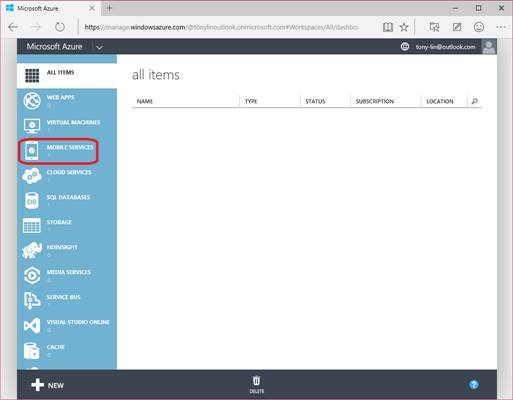 Microsoft Azure
https://manage.windowsazure.com/@tonylinoutlook.onmicrosoft.com#Workspaces/All/dashbo
Microsoft Azure
tony-lin@outlook.com
ALL ITEMS
WEB APPS
0
VIRTUAL MACHINES
1
MOBILE SERVICES
1
CLOUD SERVICES
1
DB
SQL DATABASES
1
STORAGE
1
HDINSIGHT
0
MEDIA SERVICES
0
SERVICE BUS
1
VISUAL STUDIO ONLINE
0
CACHE
0
all items
NAME TYPE STATUS SUBSCRIPTION LOCATION
NEW
DELETE
?